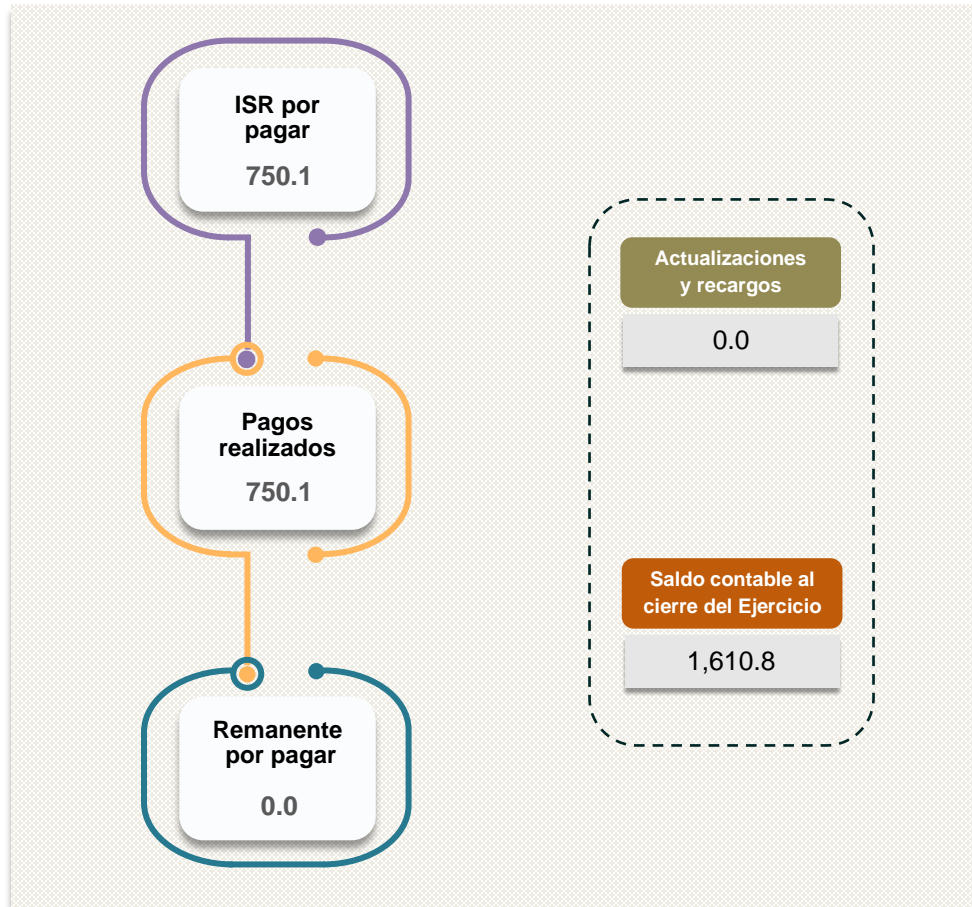 ISR por
pagar
750.1
Pagos
realizados
750.1
Remanente
por pagar
0.0
Actualizaciones
y recargos
0.0
Saldo contable al
cierre del Ejercicio
1,610.8